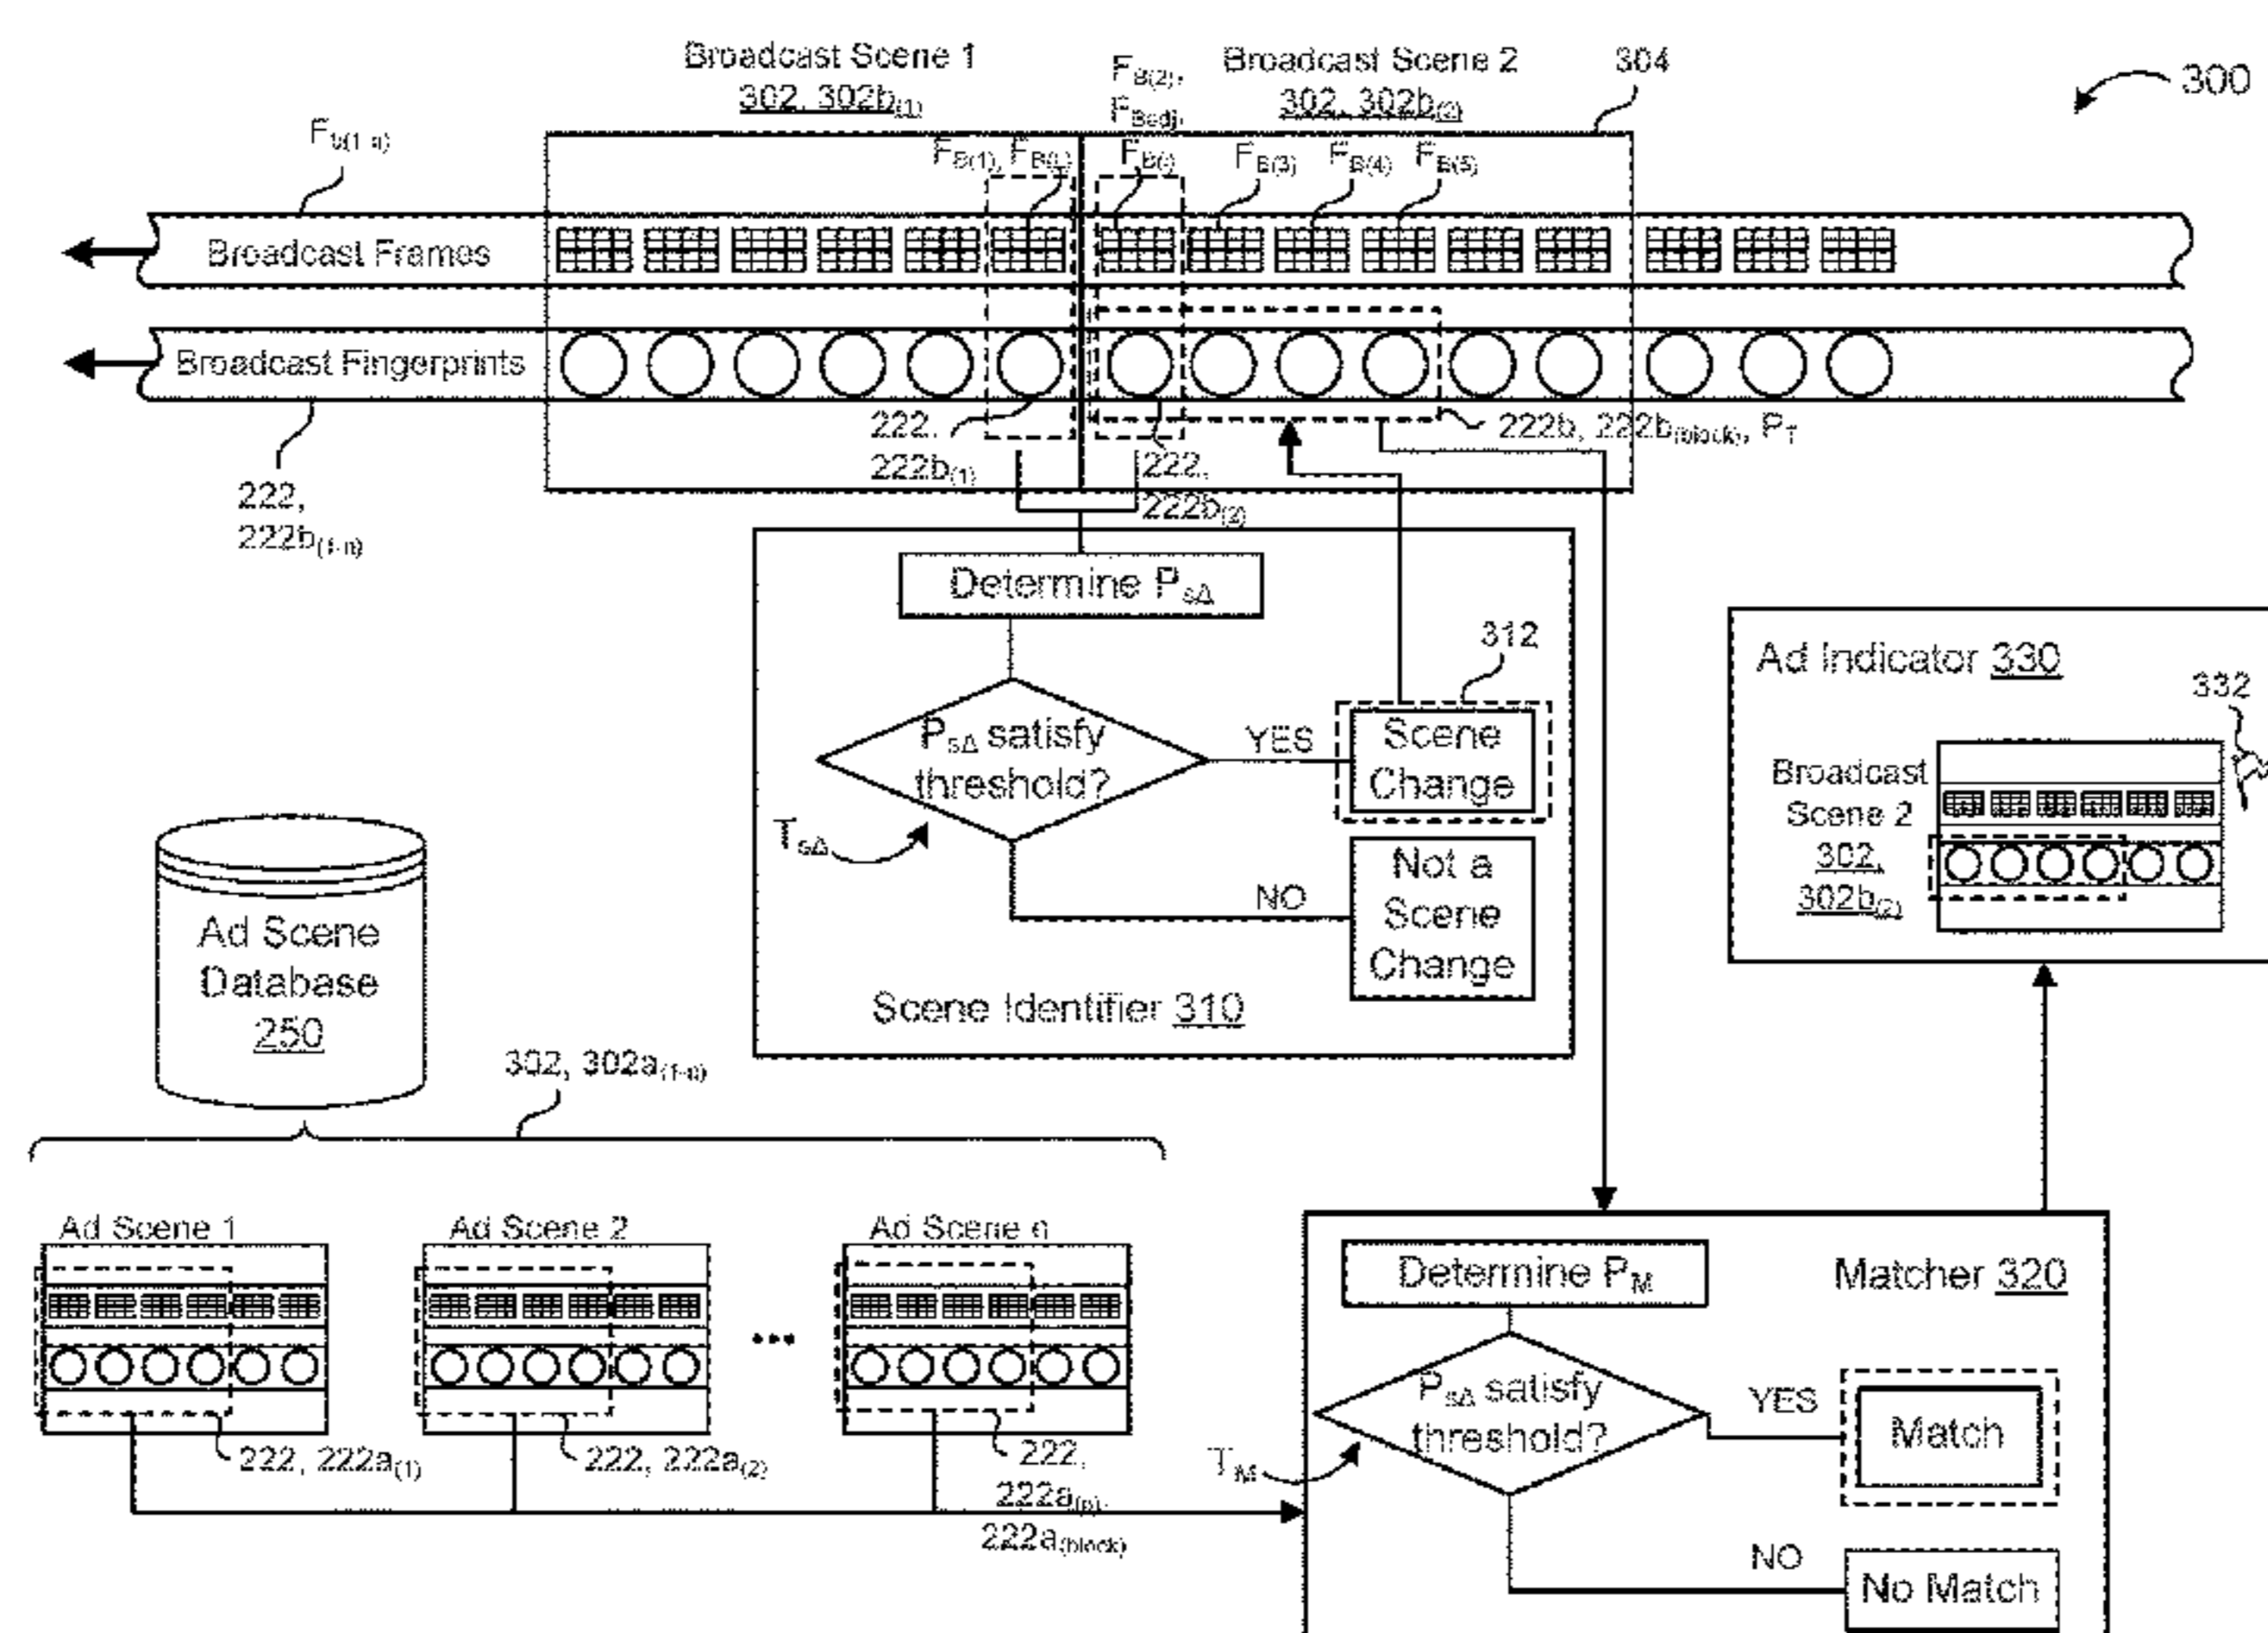 Broadcast Scene 1
302, 302b(1)
FB(2),
FBadj,
Broadcast Scene 2
302, 302b(2)
304
300
FB(1), FB(L)
FB(3)
FB(4)
FB(5)
Broadcast Frames
Broadcast Fingerprints
222,
222b(1-n)
222,
222b(1)
222,
222b(2)
222b, 222b(block), PT
Determine PsΔ
PsΔ satisfy
threshold?
TsΔ
YES
312
Scene
Change
NO
Not a
Scene
Change
Scene Identifier 310
Ad Indicator 330
332
Broadcast
Scene 2
302,
302b(2)
Ad Scene
Database
250
302, 302a(1-n)
Ad Scene 1
Ad Scene 2
Ad Scene n
•••
222, 222a(1)
222, 222a(2)
222,
222a(n),
222a(block)
Determine PM
Matcher 320
PsΔ satisfy
threshold?
TM
YES
Match
NO
No Match